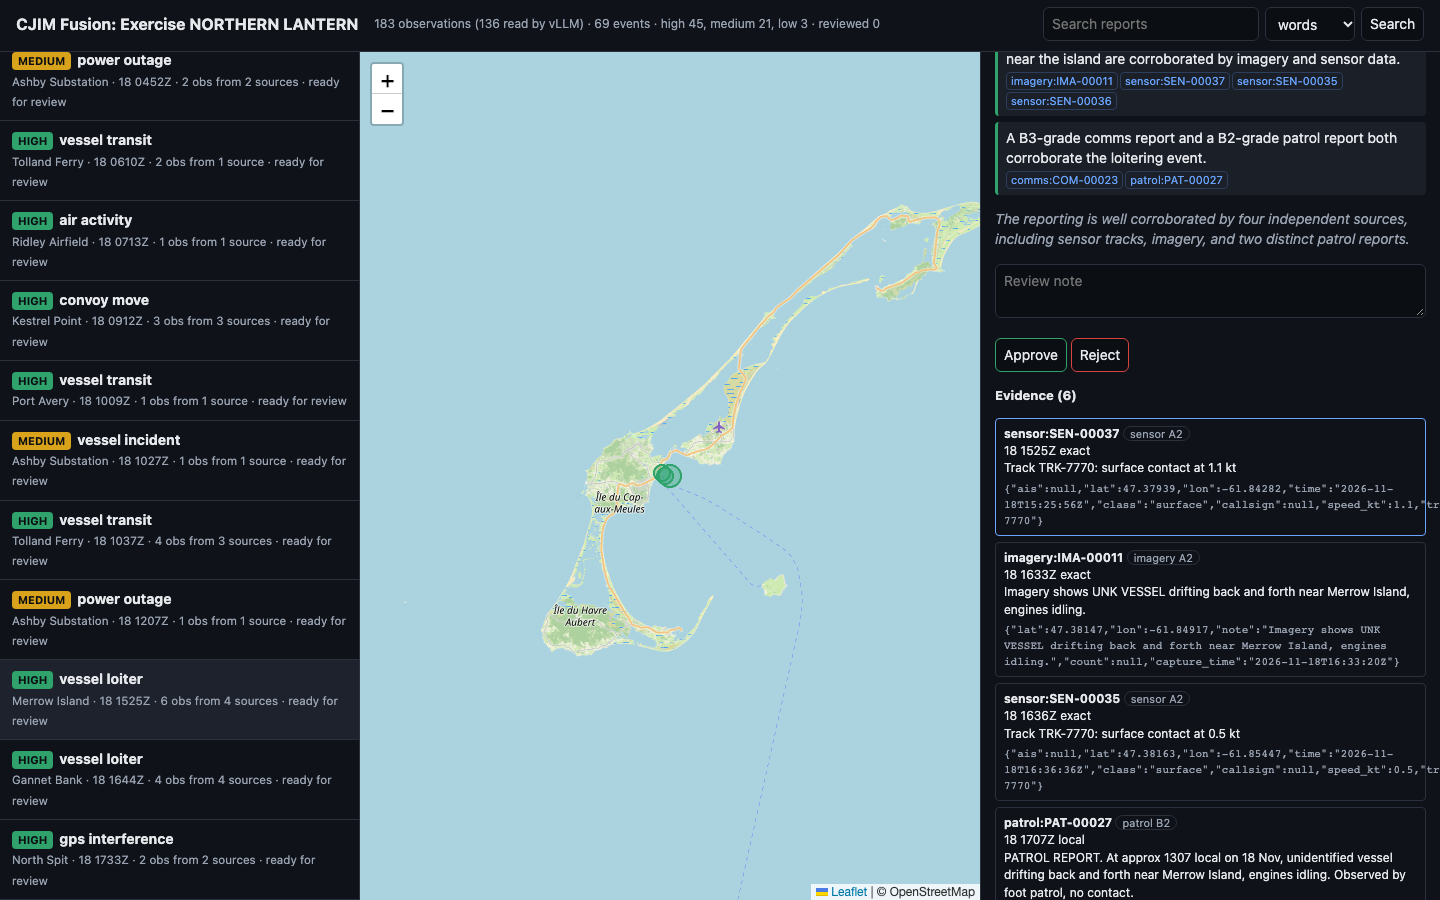 CJIM Fusion: Exercise NORTHERN LANTERN
183 observations (136 read by vLLM) · 69 events · high 45, medium 21, low 3 · reviewed 0
Search reports
words
Search
MEDIUM power outage
Ashby Substation · 18 0452Z · 2 obs from 2 sources · ready
for review
HIGH vessel transit
Tolland Ferry · 18 0610Z · 2 obs from 1 source · ready for
review
HIGH air activity
Ridley Airfield · 18 0713Z · 1 obs from 1 source · ready for
review
HIGH convoy move
Kestrel Point · 18 0912Z · 3 obs from 3 sources · ready for
review
HIGH vessel transit
Port Avery · 18 1009Z · 1 obs from 1 source · ready for review
MEDIUM vessel incident
Ashby Substation · 18 1027Z · 1 obs from 1 source · ready for
review
HIGH vessel transit
Tolland Ferry · 18 1037Z · 4 obs from 3 sources · ready for
review
MEDIUM power outage
Ashby Substation · 18 1207Z · 1 obs from 1 source · ready for
review
HIGH vessel loiter
Merrow Island · 18 1525Z · 6 obs from 4 sources · ready for
review
HIGH vessel loiter
Gannet Bank · 18 1644Z · 4 obs from 4 sources · ready for
review
HIGH gps interference
North Spit · 18 1733Z · 2 obs from 2 sources · ready for
review
+
−
Île du Cap-
aux-Meules
Île du Havre
Aubert
Leaflet | © OpenStreetMap
near the island are corroborated by imagery and sensor data.
imagery:IMA-00011 sensor:SEN-00037 sensor:SEN-00035
sensor:SEN-00036
A B3-grade comms report and a B2-grade patrol report both
corroborate the loitering event.
comms:COM-00023 patrol:PAT-00027
The reporting is well corroborated by four independent sources,
including sensor tracks, imagery, and two distinct patrol reports.
Review note
Approve Reject
Evidence (6)
sensor:SEN-00037 sensor A2
18 1525Z exact
Track TRK-7770: surface contact at 1.1 kt
{"ais":null,"lat":47.37939,"lon":-61.84282,"time":"2026-11-
18T15:25:56Z","class":"surface","callsign":null,"speed_kt":1.1,"tr
7770"}
imagery:IMA-00011 imagery A2
18 1633Z exact
Imagery shows UNK VESSEL drifting back and forth near Merrow Island,
engines idling.
{"lat":47.38147,"lon":-61.84917,"note":"Imagery shows UNK
VESSEL drifting back and forth near Merrow Island, engines
idling.","count":null,"capture_time":"2026-11-18T16:33:20Z"}
sensor:SEN-00035 sensor A2
18 1636Z exact
Track TRK-7770: surface contact at 0.5 kt
{"ais":null,"lat":47.38163,"lon":-61.85447,"time":"2026-11-
18T16:36:36Z","class":"surface","callsign":null,"speed_kt":0.5,"tr
7770"}
patrol:PAT-00027 patrol B2
18 1707Z local
PATROL REPORT. At approx 1307 local on 18 Nov, unidentified vessel
drifting back and forth near Merrow Island, engines idling. Observed by
foot patrol, no contact.